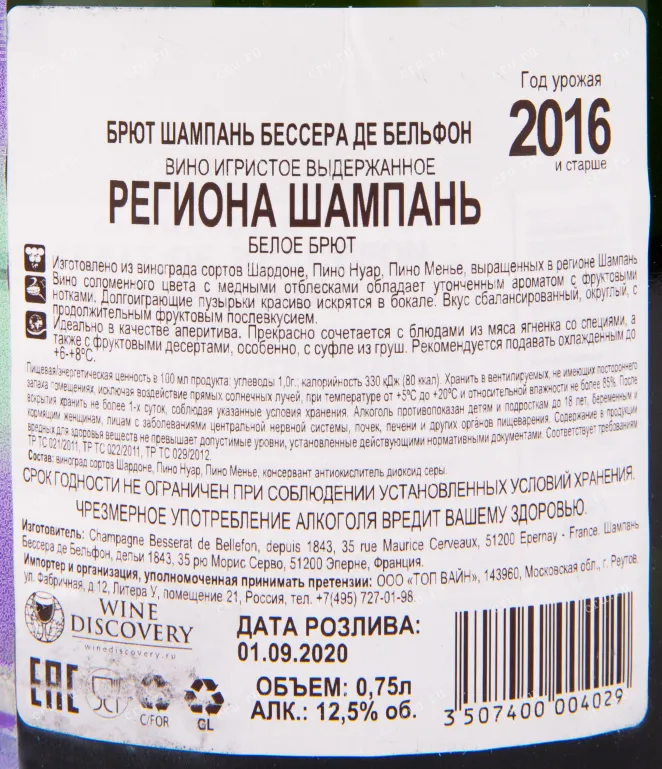 Год урожая
2016
и старше
БРЮТ ШАМПАНЬ БЕССЕРА ДЕ БЕЛЬФОН
ВИНО ИГРИСТОЕ ВЫДЕРЖАННОЕ
РЕГИОНА ШАМПАНЬ
БЕЛОЕ БРЮТ
Изготовлено из винограда сортов Шардоне, Пино Нуар, Пино Менье, выращенных в регионе Шампань
Вино соломенного цвета с медными отблесками обладает утонченным ароматом с фруктовыми
нотками. Долгоиграющие пузырьки красиво искрятся в бокале. Вкус сбалансированный, округлый, с
продолжительным фруктовым послевкусием.
Идеально в качестве аперитива. Прекрасно сочетается с блюдами из мяса ягненка со специями, а
также с фруктовыми десертами, особенно, с суфле из груш. Рекомендуется подавать охлажденным до
+6-+8°С.
Пищевая/энергетическая ценность в 100 мл продукта: углеводы 1,0г.; калорийность 330 кДж (80 ккал). Хранить в вентилируемых, не имеющих постороннего
запаха помещениях, исключая воздействие прямых солнечных лучей, при температуре от +5°С до +20°С и относительной влажности не более 85%. После
вскрытия хранить не более 1-х суток, соблюдая указанные условия хранения. Алкоголь противопоказан детям и подросткам до 18 лет, беременным и
кормящим женщинам, лицам с заболеваниями центральной нервной системы, почек, печени и других органов пищеварения. Содержание в продукции
вредных для здоровья веществ не превышает допустимые уровни, установленные действующими нормативными документами. Соответствует требованиям
ТР ТС 021/2011, ТР ТС 022/2011, ТР ТС 029/2012.
Состав: виноград сортов Шардоне, Пино Нуар, Пино Менье, консервант антиокислитель диоксид серы.
СРОК ГОДНОСТИ НЕ ОГРАНИЧЕН ПРИ СОБЛЮДЕНИИ УСТАНОВЛЕННЫХ УСЛОВИЙ ХРАНЕНИЯ.
ЧРЕЗМЕРНОЕ УПОТРЕБЛЕНИЕ АЛКОГОЛЯ ВРЕДИТ ВАШЕМУ ЗДОРОВЬЮ.
Изготовитель: Champagne Besserat de Bellefon, depuis 1843, 35 rue Maurice Cerveaux, 51200 Epernay - France. Шампань
Бессера де Бельфон, депьи 1843, 35 рю Морис Серво, 51200 Эперне, Франция.
Импортер и организация, уполномоченная принимать претензии: ООО «ТОП ВАЙН», 143960, Московская обл., г. Реутов,
ул. Фабричная, д.12, Литера У, помещение 21, Россия, тел. +7(495) 727-01-98.
WINE
DISCOVERY
winediscovery.ru
ДАТА РОЗЛИВА:
01.09.2020
ОБЪЕМ: 0,75л
АЛК.: 12,5% об.
EAC
C/FOR
GL
3 507400 004029